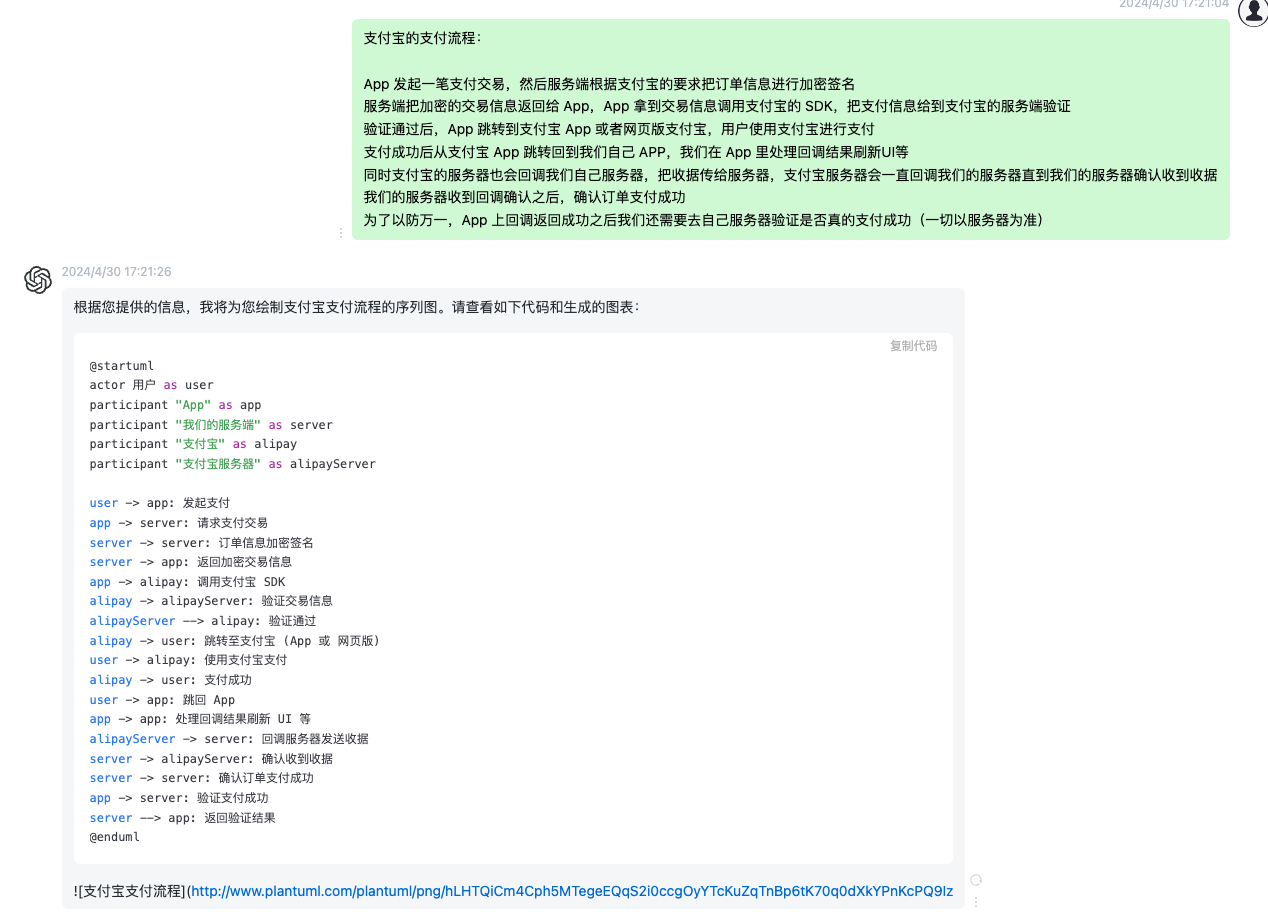 2024/4/30 17:21:04
支付宝的支付流程：
App 发起一笔支付交易，然后服务端根据支付宝的要求把订单信息进行加密签名
服务端把加密的交易信息返回给 App，App 拿到交易信息调用支付宝的 SDK，把支付信息给到支付宝的服务端验证
验证通过后，App 跳转到支付宝 App 或者网页版支付宝，用户使用支付宝进行支付
支付成功后从支付宝 App 跳转回到我们自己 APP，我们在 App 里处理回调结果刷新UI等
同时支付宝的服务器也会回调我们自己服务器，把收据传给服务器，支付宝服务器会一直回调我们的服务器直到我们的服务器确认收到收据
我们的服务器收到回调确认之后，确认订单支付成功
为了以防万一，App 上回调返回成功之后我们还需要去自己服务器验证是否真的支付成功（一切以服务器为准）
2024/4/30 17:21:26
根据您提供的信息，我将为您绘制支付宝支付流程的序列图。请查看如下代码和生成的图表：
复制代码
@startuml
actor 用户 as user
participant "App" as app
participant "我们的服务端" as server
participant "支付宝" as alipay
participant "支付宝服务器" as alipayServer
user -> app: 发起支付
app -> server: 请求支付交易
server -> server: 订单信息加密签名
server -> app: 返回加密交易信息
app -> alipay: 调用支付宝 SDK
alipay -> alipayServer: 验证交易信息
alipayServer --> alipay: 验证通过
alipay -> user: 跳转至支付宝 (App 或 网页版)
user -> alipay: 使用支付宝支付
alipay -> user: 支付成功
user -> app: 跳回 App
app -> app: 处理回调结果刷新 UI 等
alipayServer -> server: 回调服务器发送收据
server -> alipayServer: 确认收到收据
server -> server: 确认订单支付成功
app -> server: 验证支付成功
server --> app: 返回验证结果
@enduml
![支付宝支付流程](http://www.plantuml.com/plantuml/png/hLHTQiCm4Cph5MTegeEQqS2i0ccgOyYTcKuZqTnBp6tK70q0dXkYPnKcPQ9Iz